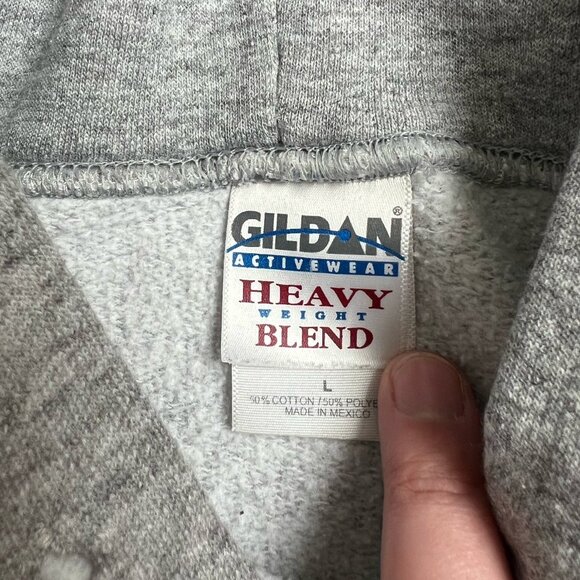 GILDAN®
ACTIVEWEAR
HEAVY
WEIGHT
BLEND
L
50% COTTON / 50% POLYE
MADE IN MEXICO